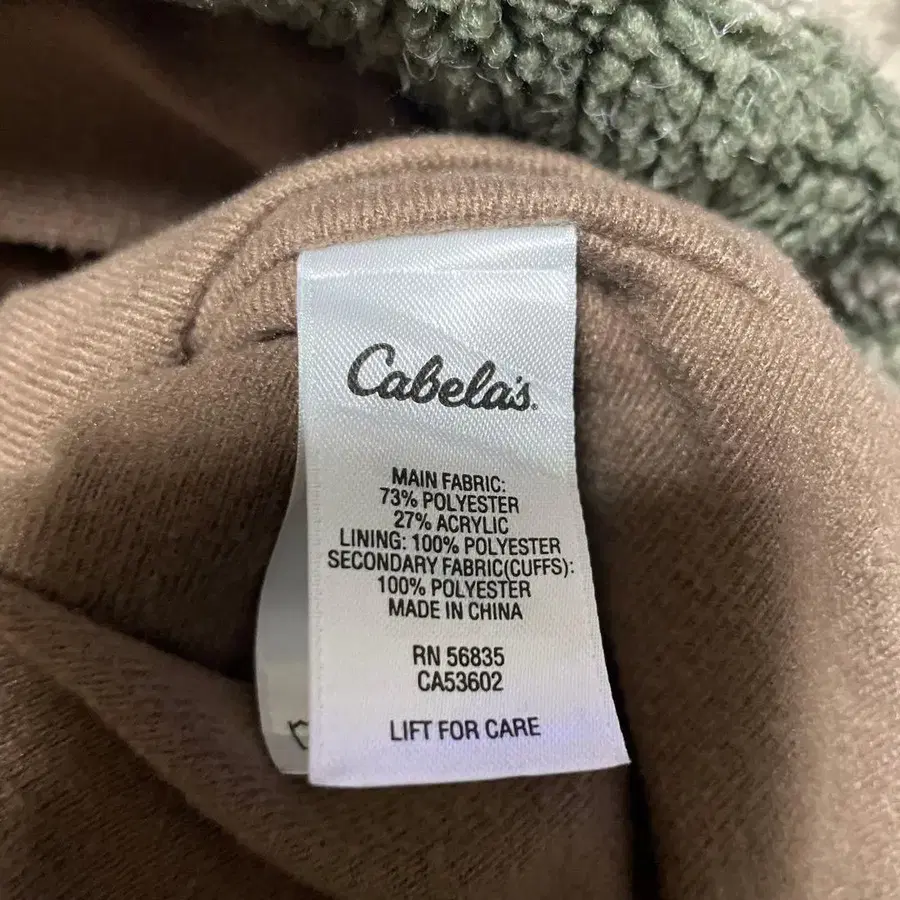 Cabela's.
MAIN FABRIC:
73% POLYESTER
27% ACRYLIC
LINING: 100% POLYESTER
SECONDARY FABRIC(CUFFS):
100% POLYESTER
MADE IN CHINA
RN 56835
CA53602
LIFT FOR CARE